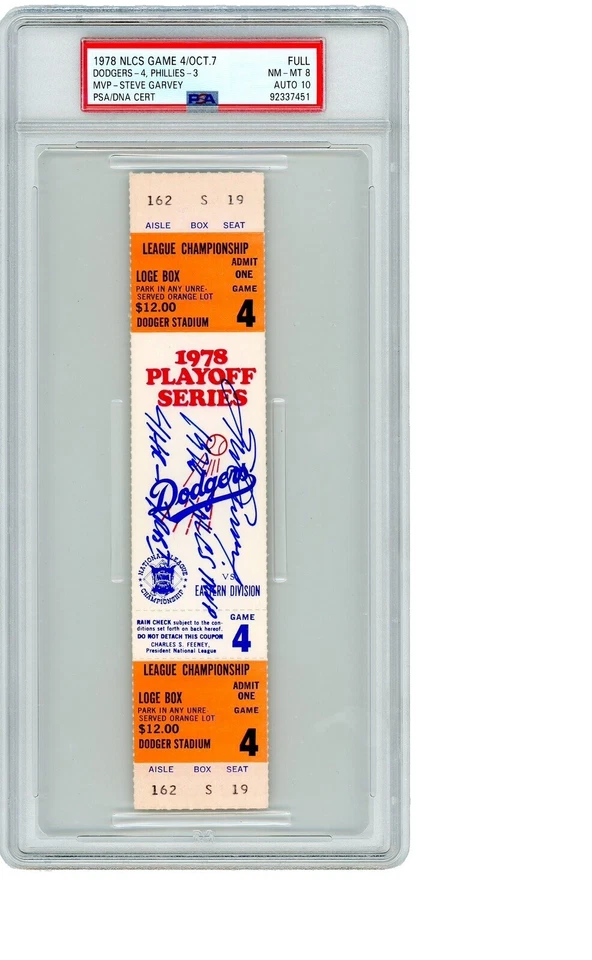 1978 NLCS GAME 4/OCT.7 FULL
DODGERS-4, PHILLIES-3 NM-MT 8
MVP-STEVE GARVEY AUTO 10
PSA/DNA CERT PSA 92337451
162 S 19
AISLE BOX SEAT
LEAGUE CHAMPIONSHIP
ADMIT
LOGE BOX ONE
PARK IN ANY UNRE- GAME
SERVED ORANGE LOT
$12.00 4
DODGER STADIUM
1978
PLAYOFF
SERIES
Dodgers
1978 NLCS MVP
NATIONAL LEAGUE
CHAMPIONSHIP
VS
EASTERN DIVISION
RAIN CHECK subject to the con- GAME
ditions set forth on back hereof. 4
DO NOT DETACH THIS COUPON
CHARLES S. FEENEY,
President National League
LEAGUE CHAMPIONSHIP
ADMIT
LOGE BOX ONE
PARK IN ANY UNRE- GAME
SERVED ORANGE LOT
$12.00 4
DODGER STADIUM
AISLE BOX SEAT
162 S 19